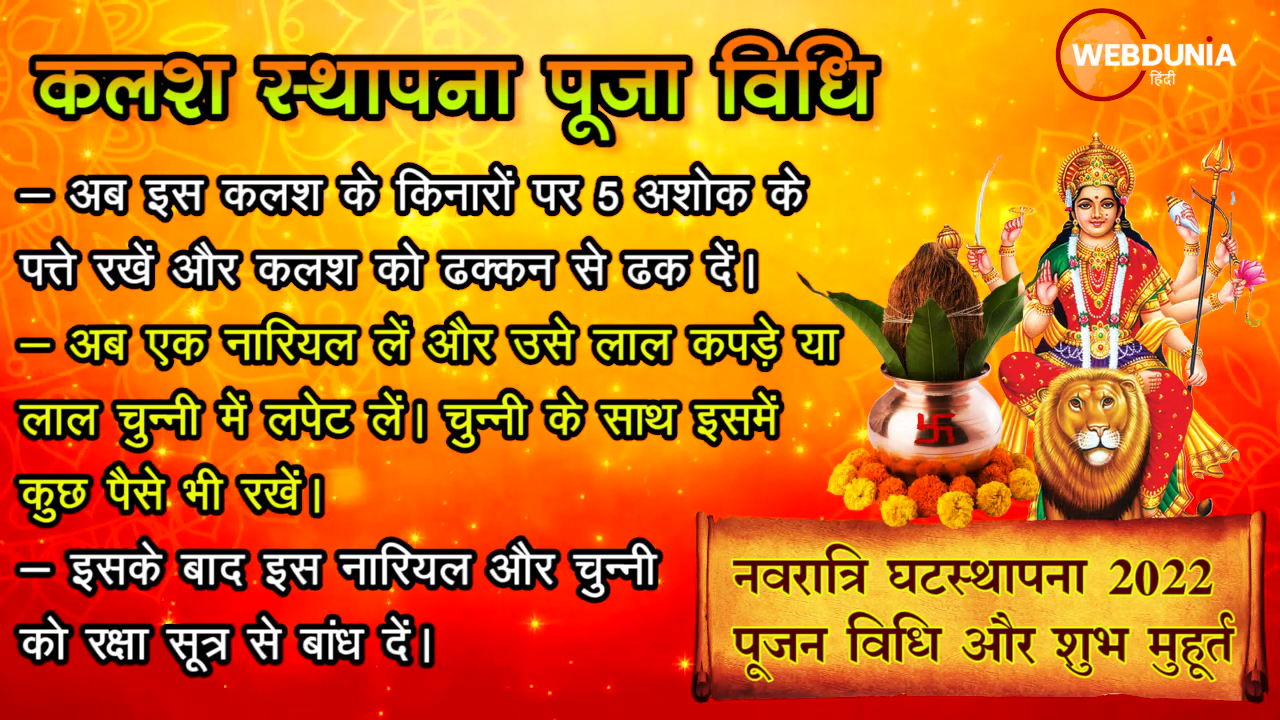 कलश स्थापना पूजा विधि
WEBDUNIA
हिंदी
– अब इस कलश के किनारों पर 5 अशोक के
पत्ते रखें और कलश को ढक्कन से ढक दें।
– अब एक नारियल लें और उसे लाल कपड़े या
लाल चुन्नी में लपेट लें। चुन्नी के साथ इसमें
कुछ पैसे भी रखें।
– इसके बाद इस नारियल और चुन्नी
को रक्षा सूत्र से बांध दें।
नवरात्रि घटस्थापना 2022
पूजन विधि और शुभ मुहूर्त